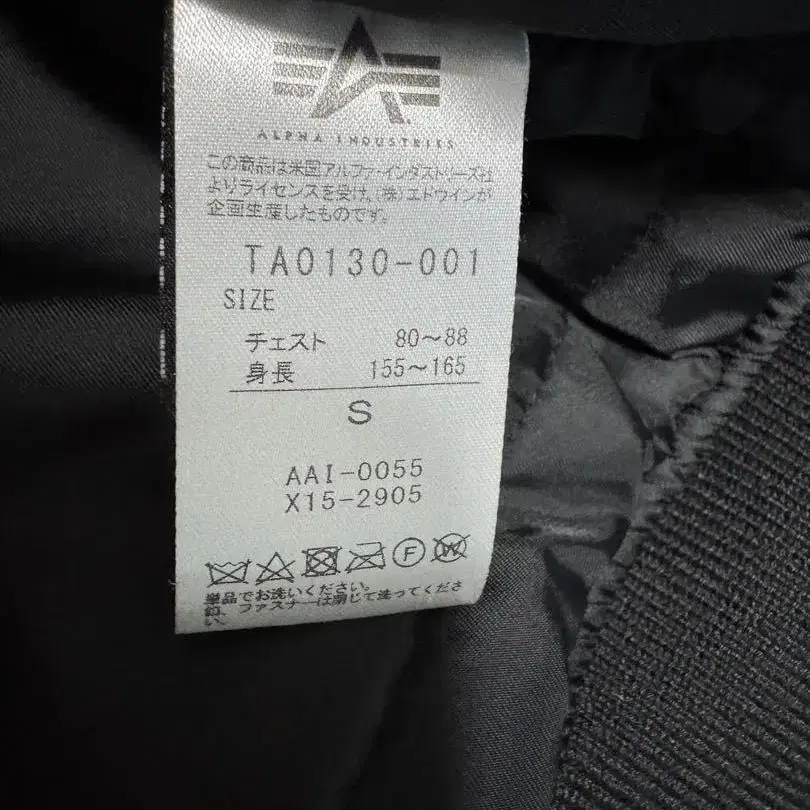 ALPHA INDUSTRIES
この商品は米国アルファ・インダストリーズ社
よりライセンスを受け、(株)エドウインが
企画生産したものです。
TA0130-001
SIZE
チェスト 80〜88
身長 155〜165
S
AAI-0055
X15-2905
F W
単品でお洗いください。
釦、ファスナーは閉じて洗ってくださ
い。